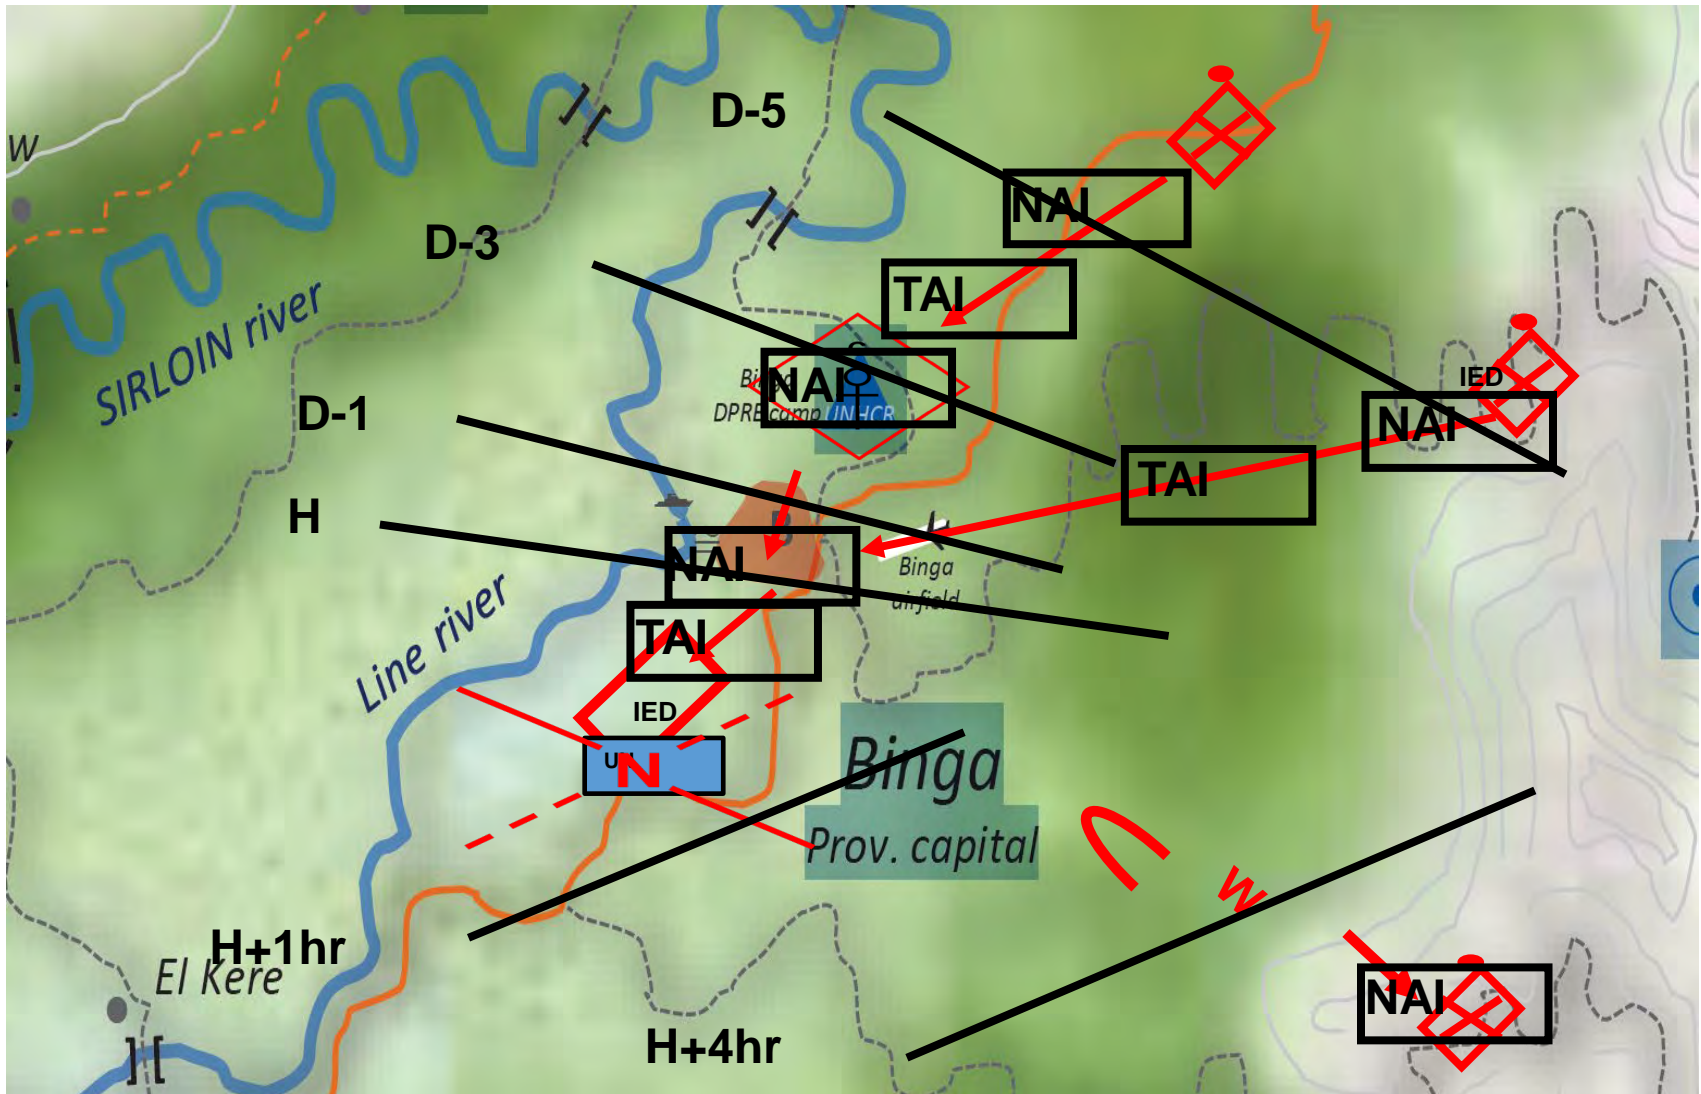 D-5
W
NAI
D-3
TAI
SIRLOIN river
IED
NAI
DPRE camp UNHCR
D-1
NAI
TAI
H
B
NAI
Binga
airfield
Line river
TAI
IED
N
Binga
Prov. capital
W
H+1hr
El Kere
NAI
H+4hr